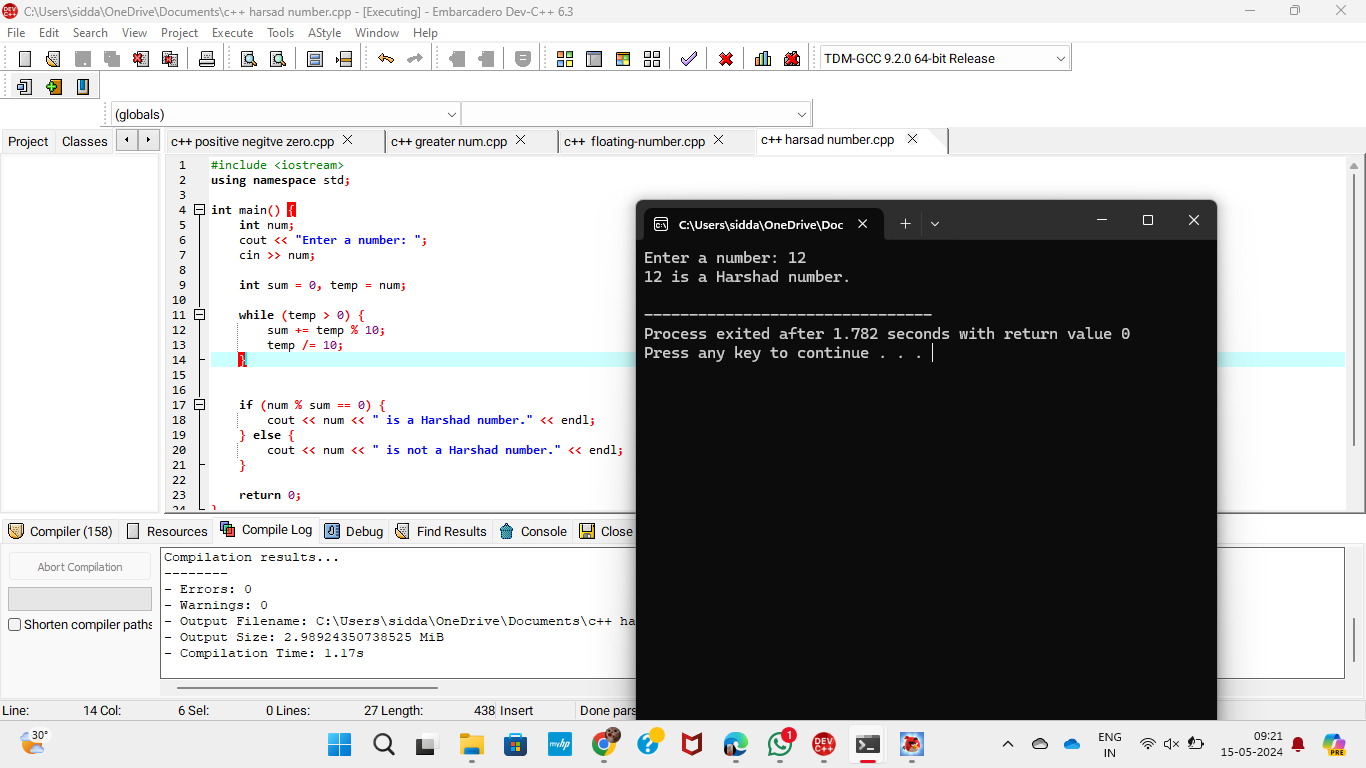 C:\Users\sidda\OneDrive\Documents\c++ harsad number.cpp - [Executing] - Embarcadero Dev-C++ 6.3
File Edit Search View Project Execute Tools AStyle Window Help
TDM-GCC 9.2.0 64-bit Release
(globals)
Project Classes c++ positive negitve zero.cpp c++ greater num.cpp c++ floating-number.cpp c++ harsad number.cpp
1 #include <iostream>
2 using namespace std;
3
4 int main() {
5 int num;
6 cout << "Enter a number: ";
7 cin >> num;
8
9 int sum = 0, temp = num;
10
11 while (temp > 0) {
12 sum += temp % 10;
13 temp /= 10;
14 }
15
16
17 if (num % sum == 0) {
18 cout << num << " is a Harshad number." << endl;
19 } else {
20 cout << num << " is not a Harshad number." << endl;
21 }
22
23 return 0;
24 }
C:\Users\sidda\OneDrive\Doc
Enter a number: 12
12 is a Harshad number.
--------------------------------
Process exited after 1.782 seconds with return value 0
Press any key to continue . . .
Compiler (158) Resources Compile Log Debug Find Results Console Close
Abort Compilation
Shorten compiler paths
Compilation results...
--------
- Errors: 0
- Warnings: 0
- Output Filename: C:\Users\sidda\OneDrive\Documents\c++ ha
- Output Size: 2.98924350738525 MiB
- Compilation Time: 1.17s
Line: 14 Col: 6 Sel: 0 Lines: 27 Length: 438 Insert Done pars
30°
myhp
1
DEV C++
ENG
IN
09:21
15-05-2024
PRE